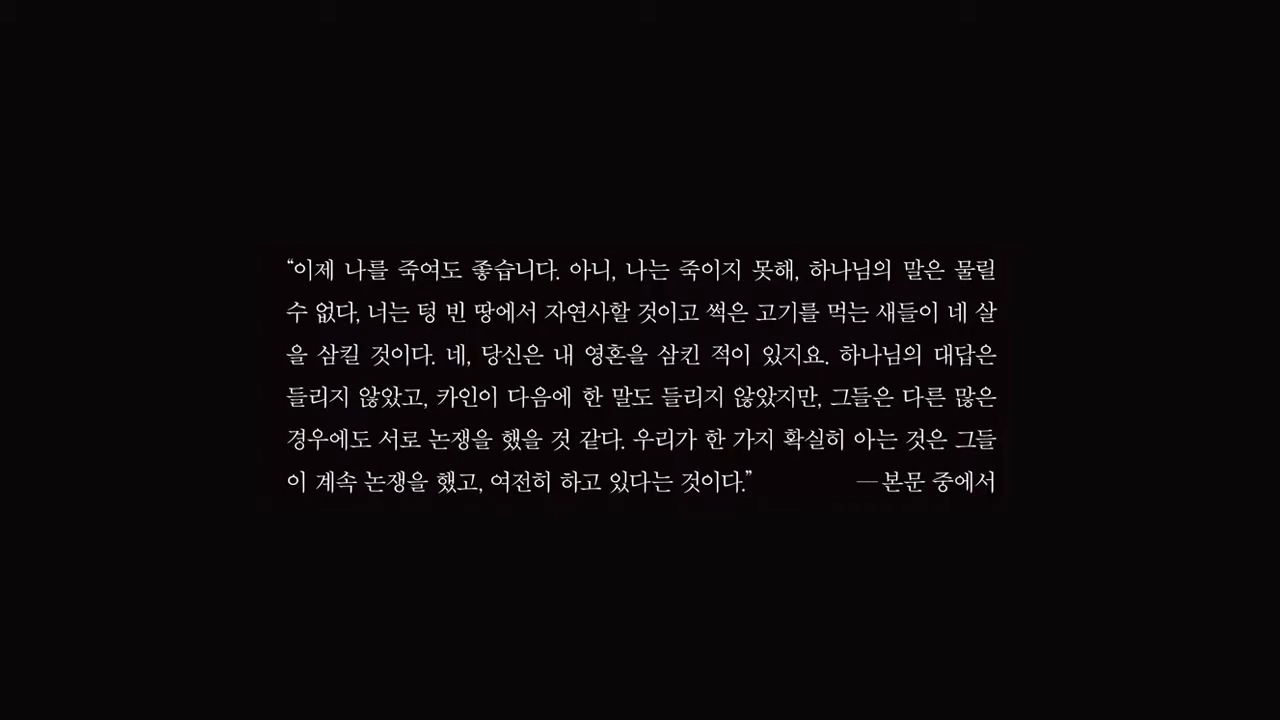 “이제 나를 죽여도 좋습니다. 아니, 나는 죽이지 못해, 하나님의 말은 물릴
수 없다, 너는 텅 빈 땅에서 자연사할 것이고 썩은 고기를 먹는 새들이 네 살
을 삼킬 것이다. 네, 당신은 내 영혼을 삼킨 적이 있지요. 하나님의 대답은
들리지 않았고, 카인이 다음에 한 말도 들리지 않았지만, 그들은 다른 많은
경우에도 서로 논쟁을 했을 것 같다. 우리가 한 가지 확실히 아는 것은 그들
이 계속 논쟁을 했고, 여전히 하고 있다는 것이다.” ― 본문 중에서